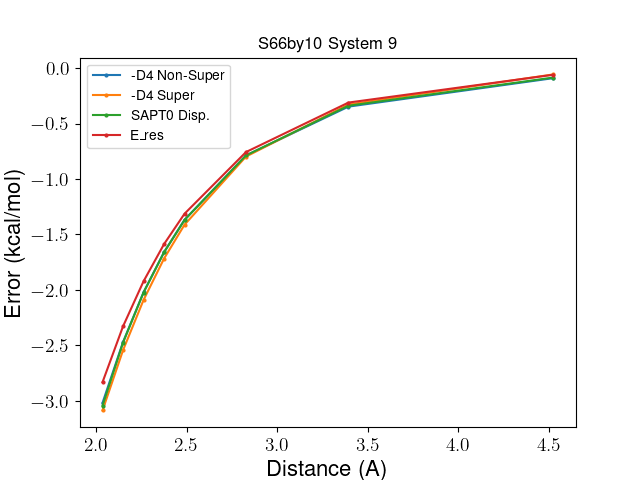 S66by10 System 9
-D4 Non-Super
-D4 Super
SAPT0 Disp.
E_res
Error (kcal/mol)
0.0
−0.5
−1.0
−1.5
−2.0
−2.5
−3.0
2.0 2.5 3.0 3.5 4.0 4.5
Distance (A)